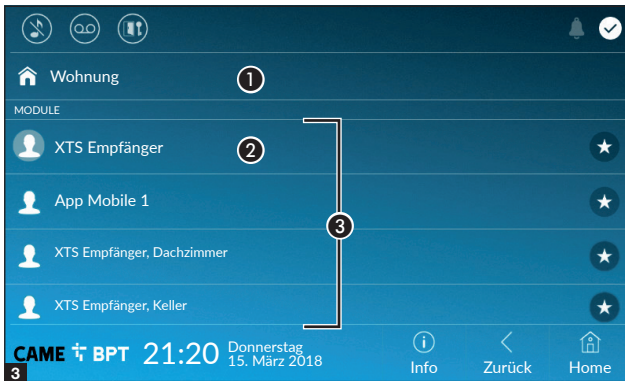 Wohnung 1
MODULE
XTS Empfänger 2
App Mobile 1
3
XTS Empfänger, Dachzimmer
XTS Empfänger, Keller
CAME BPT 21:20 Donnerstag
15. März 2018
Info Zurück Home
3